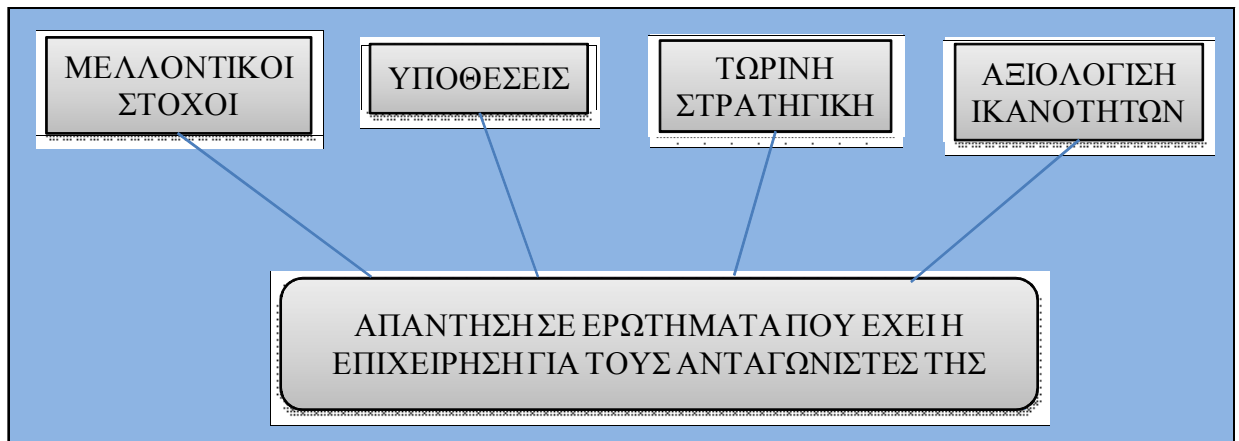 ΜΕΛΛΟΝΤΙΚΟΙ
ΣΤΟΧΟΙ
ΥΠΟΘΕΣΕΙΣ
ΤΩΡΙΝΗ
ΣΤΡΑΤΗΓΙΚΗ
ΑΞΙΟΛΟΓΙΣΗ
ΙΚΑΝΟΤΗΤΩΝ
ΑΠΑΝΤΗΣΗ ΣΕ ΕΡΩΤΗΜΑΤΑ ΠΟΥ ΕΧΕΙ Η
ΕΠΙΧΕΙΡΗΣΗ ΓΙΑ ΤΟΥΣ ΑΝΤΑΓΩΝΙΣΤΕΣ ΤΗΣ